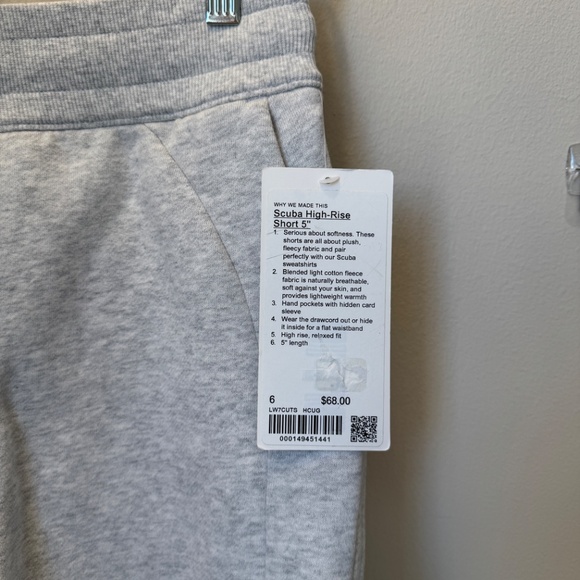 WHY WE MADE THIS
Scuba High-Rise
Short 5"
1. Serious about softness. These
shorts are all about plush,
fleecy fabric and pair
perfectly with our Scuba
sweatshirts
2. Blended light cotton fleece
fabric is naturally breathable,
soft against your skin, and
provides lightweight warmth
3. Hand pockets with hidden card
sleeve
4. Wear the drawcord out or hide
it inside for a flat waistband
5. High rise, relaxed fit
6. 5" length
6 $68.00
LW7CUTS HCUG
000149451441